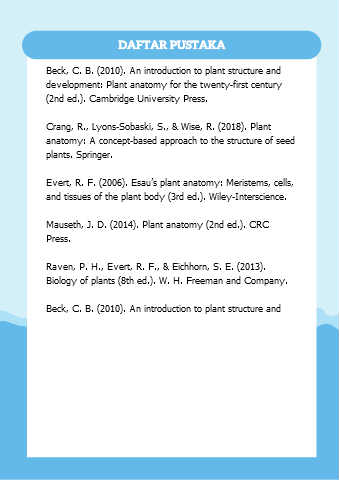 DAFTAR PUSTAKA
Beck, C. B. (2010). An introduction to plant structure and
development: Plant anatomy for the twenty-first century
(2nd ed.). Cambridge University Press.
Crang, R., Lyons-Sobaski, S., & Wise, R. (2018). Plant
anatomy: A concept-based approach to the structure of seed
plants. Springer.
Evert, R. F. (2006). Esau's plant anatomy: Meristems, cells,
and tissues of the plant body (3rd ed.). Wiley-Interscience.
Mauseth, J. D. (2014). Plant anatomy (2nd ed.). CRC
Press.
Raven, P. H., Evert, R. F., & Eichhorn, S. E. (2013).
Biology of plants (8th ed.). W. H. Freeman and Company.
Beck, C. B. (2010). An introduction to plant structure and